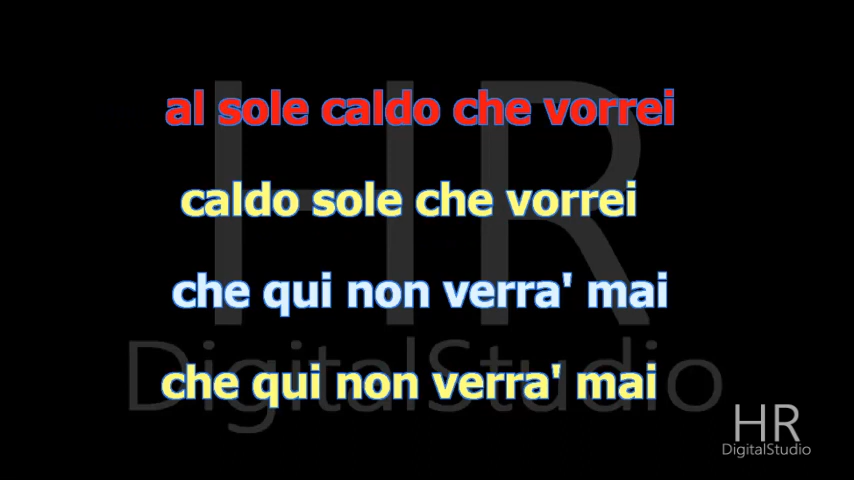 al sole caldo che vorrei
caldo sole che vorrei
che qui non verra' mai
che qui non verra' mai
HR
DigitalStudio
HR
DigitalStudio